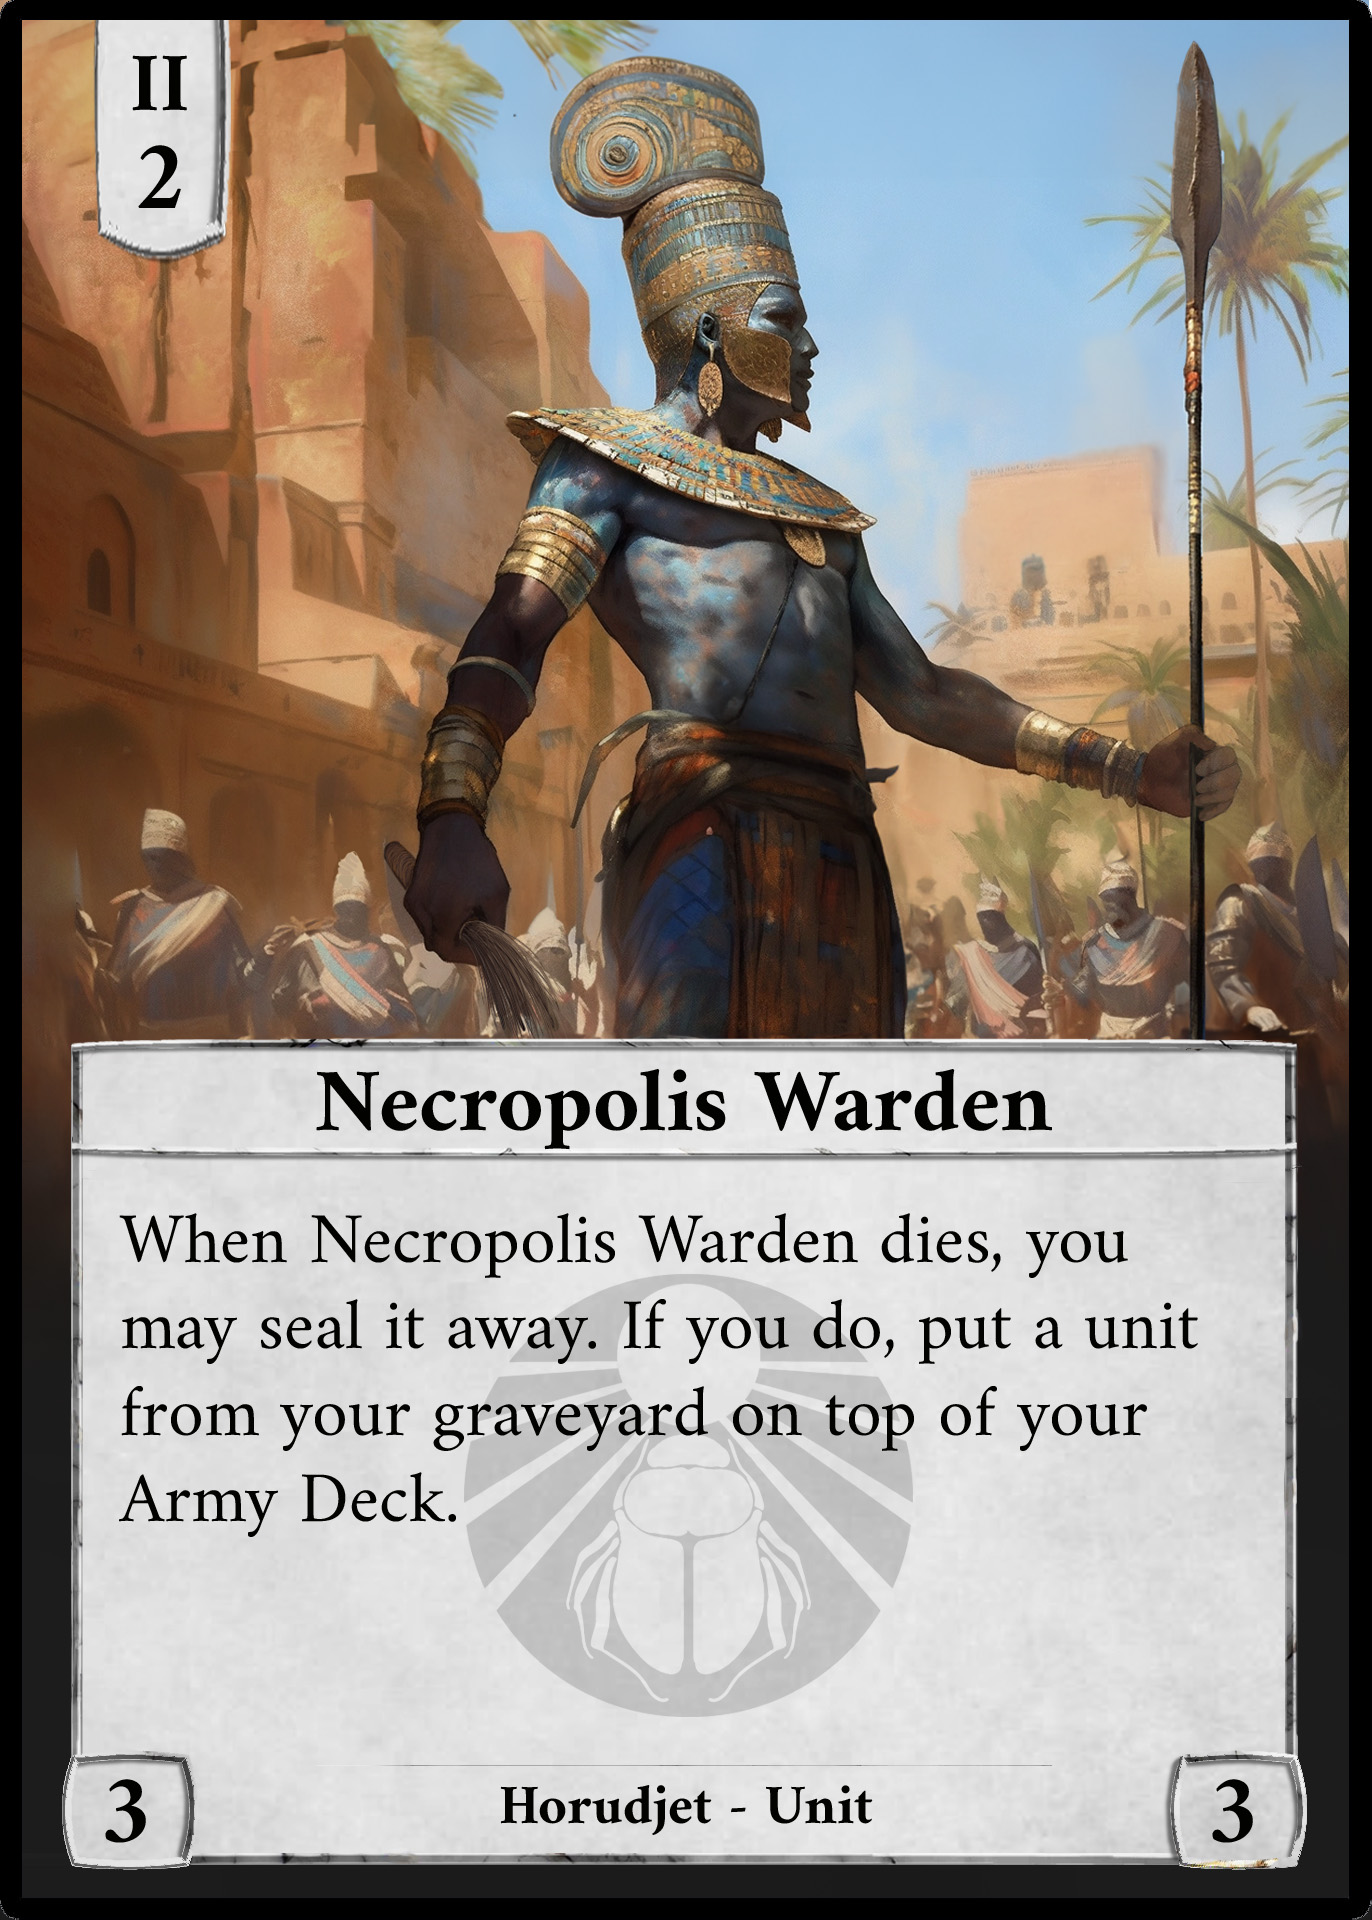 II
2
Necropolis Warden
When Necropolis Warden dies, you
may seal it away. If you do, put a unit
from your graveyard on top of your
Army Deck.
3
Horudjet - Unit
3